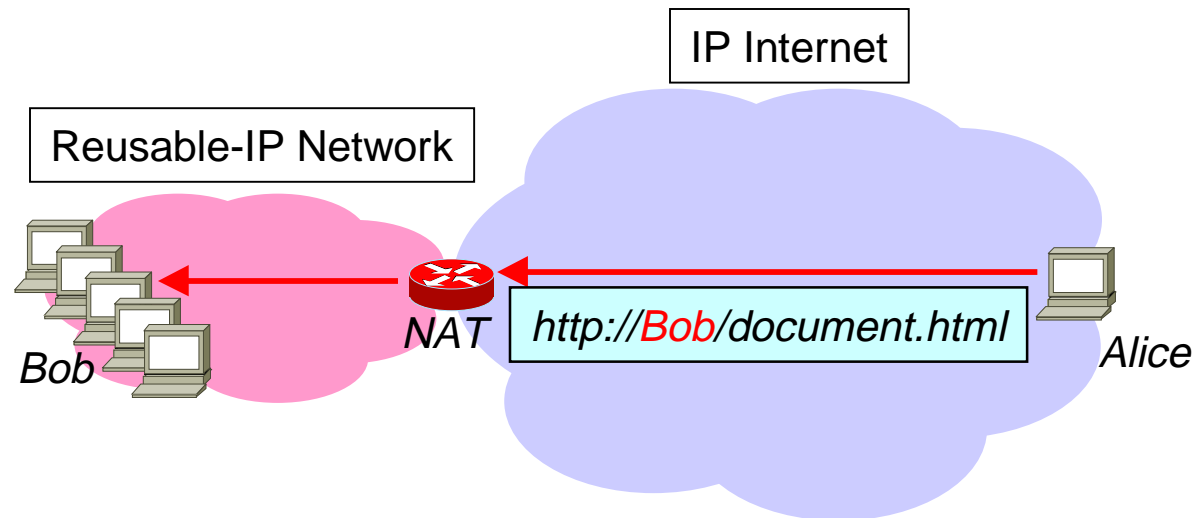 IP Internet
Reusable-IP Network
NAT
http://Bob/document.html
Bob
Alice